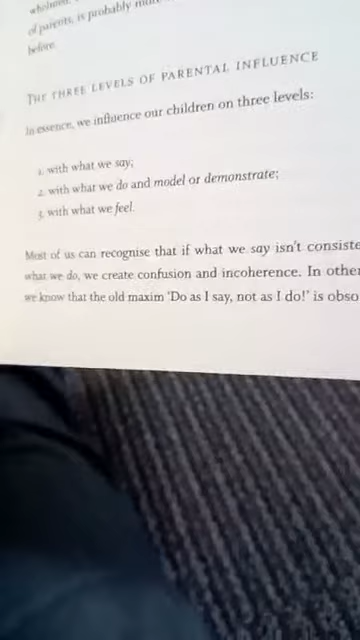 of parents, is probably more
before.
THE THREE LEVELS OF PARENTAL INFLUENCE
In essence, we influence our children on three levels:
1. with what we say;
2. with what we do and model or demonstrate;
3. with what we feel.
Most of us can recognise that if what we say isn't consiste
what we do, we create confusion and incoherence. In other
we know that the old maxim 'Do as I say, not as I do!' is obso